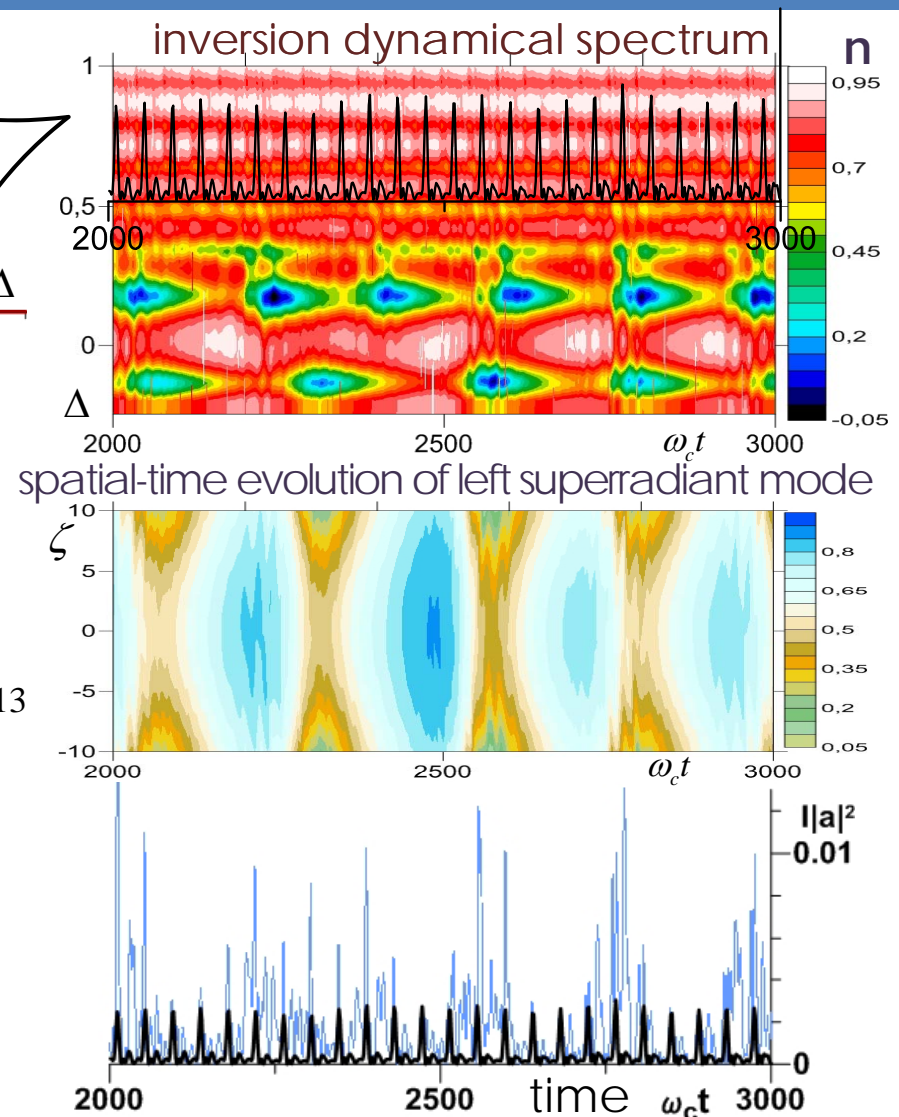 inversion dynamical spectrum
n
1
0,5
0
Δ
2000 3000
2000 2500 ω_c t 3000
0,95
0,7
0,45
0,2
-0,05
Δ
spatial-time evolution of left superradiant mode
ζ
10
5
0
-5
-10
2000 2500 ω_c t 3000
0,8
0,65
0,5
0,35
0,2
0,05
13
I|a|²
0.01
0
2000 2500 time ω_c t 3000